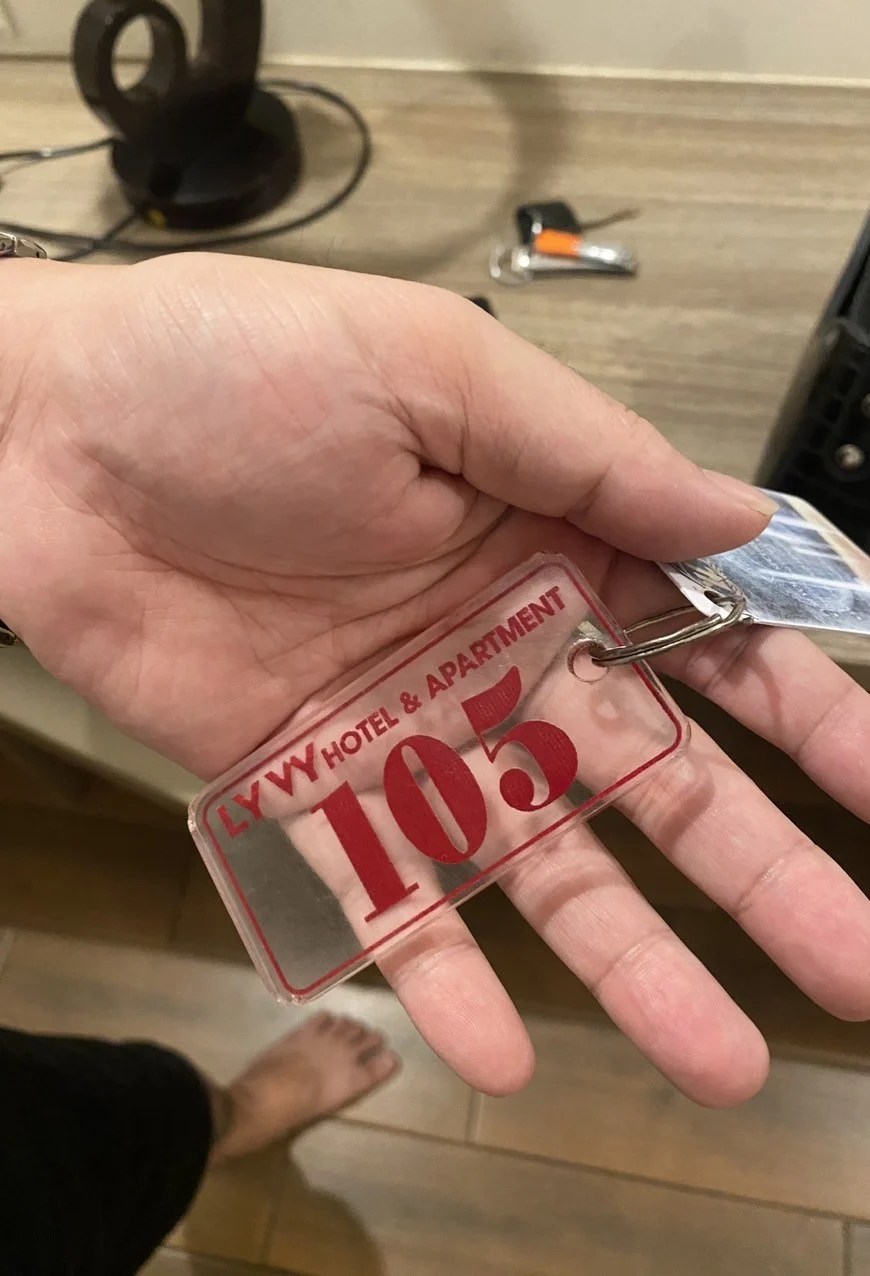 LY VY HOTEL & APARTMENT
105